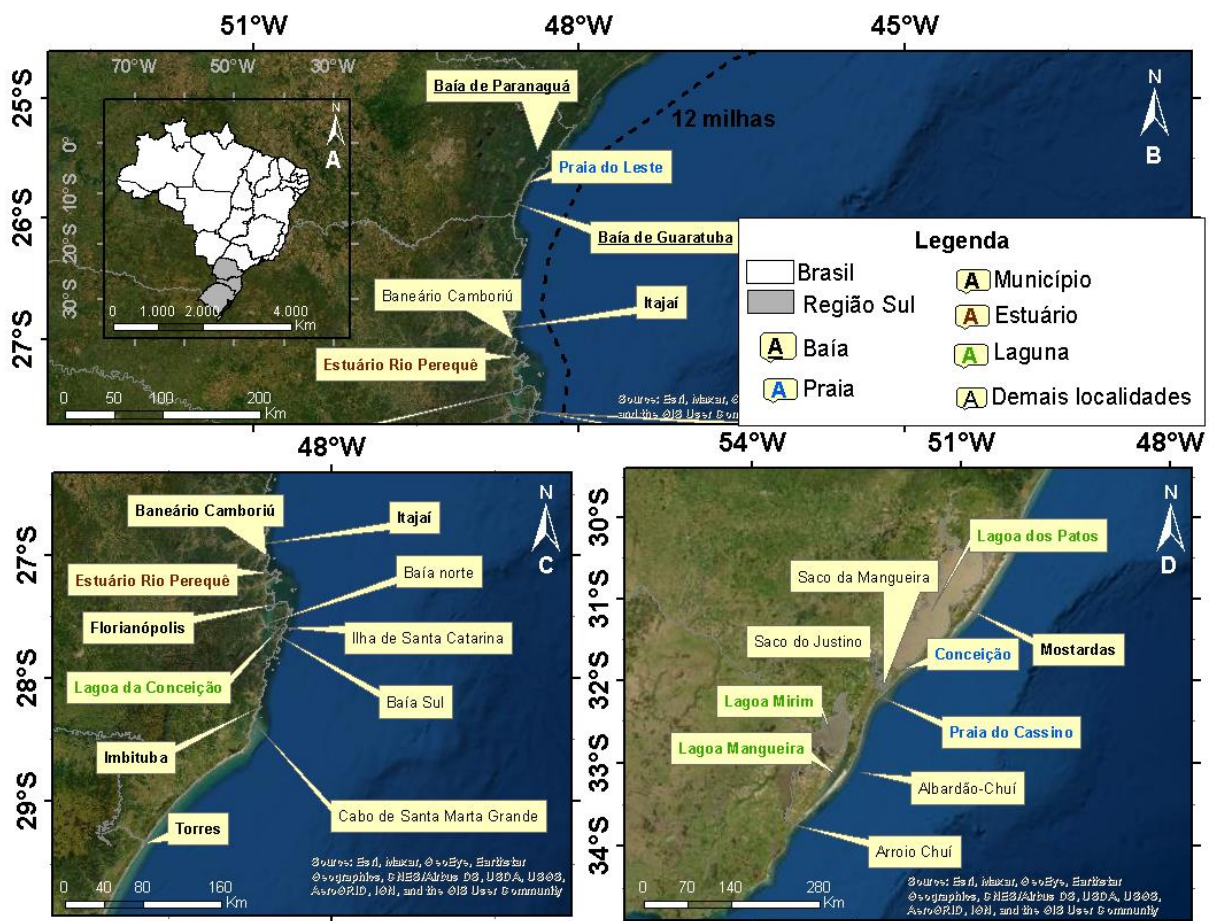 51°W 48°W 45°W
25°S
26°S
27°S
70°W 50°W 30°W
0°
10°S
20°S
30°S
N
A
0 1.000 2.000 4.000
Km
Baía de Paranaguá
12 milhas
N
B
Praia do Leste
Baía de Guaratuba
Baneário Camboriú
Itajaí
Estuário Rio Perequê
0 50 100 200
Km
Source: Esri, Maxar,
and the GIS User
Legenda
Brasil
Região Sul
A Baía
A Praia
A Município
A Estuário
A Laguna
A Demais localidades
48°W
27°S
28°S
29°S
N
C
Baneário Camboriú
Itajaí
Estuário Rio Perequê
Baía norte
Florianópolis
Ilha de Santa Catarina
Lagoa da Conceição
Baía Sul
Imbituba
Cabo de Santa Marta Grande
Torres
0 40 80 160
Km
Source: Esri, Maxar, GeoEye, Earthstar
Geographics, CNES/Airbus DS, USDA, USGS,
AeroGRID, IGN, and the GIS User Community
54°W 51°W 48°W
30°S
31°S
32°S
33°S
34°S
N
D
Lagoa dos Patos
Saco da Mangueira
Saco do Justino
Conceição
Mostardas
Lagoa Mirim
Praia do Cassino
Lagoa Mangueira
Albardão-Chuí
Arroio Chuí
0 70 140 280
Km
Source: Esri, Maxar, GeoEye, Earthstar
Geographics, CNES/Airbus DS, USDA, USGS,
AeroGRID, IGN, and the GIS User Community